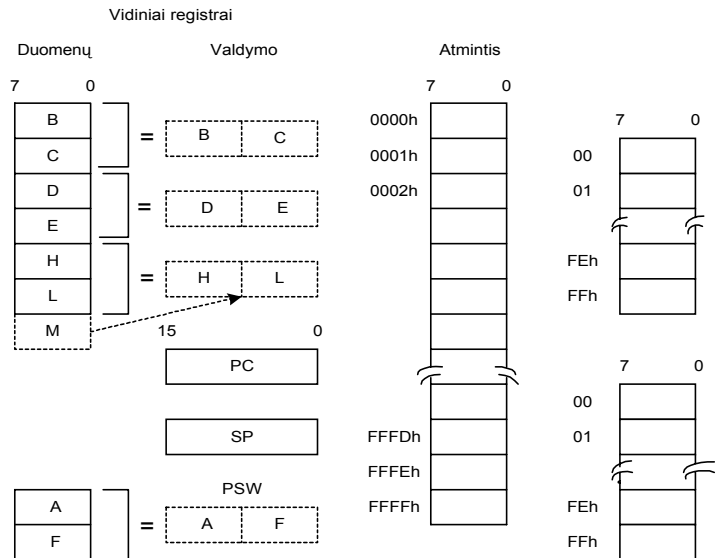 Vidiniai registrai
Duomenų Valdymo Atmintis
7 0 7 0
B 0000h 7 0
= B C
C 0001h 00
D 0002h 01
= D E
E
H FEh
= H L
L FFh
M 15 0
PC 7 0
00
SP FFFDh 01
FFFEh
PSW
A FFFFh FEh
= A F
F FFh